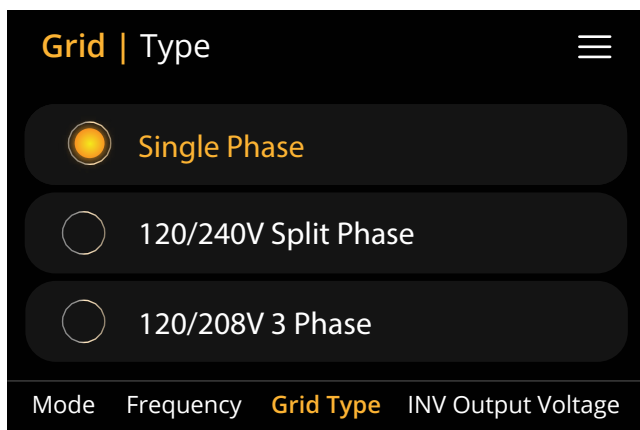 Grid | Type
Single Phase
120/240V Split Phase
120/208V 3 Phase
Mode Frequency Grid Type INV Output Voltage